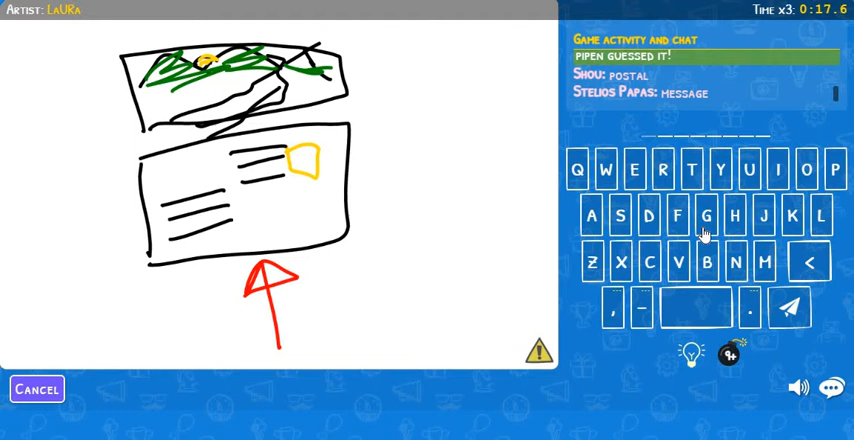 Artist: LaURa
Time x3: 0:17.6
Game activity and chat
pipen guessed it!
Shou: postal
Stelios Papas: message
Q W E R T Y U I O P
A S D F G H J K L
Z X C V B N M <
, - .
9+
Cancel